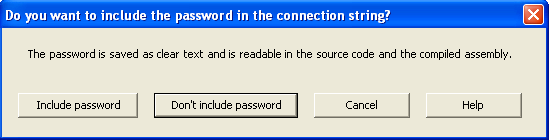 Do you want to include the password in the connection string?
The password is saved as clear text and is readable in the source code and the compiled assembly.
Include password Don't include password Cancel Help